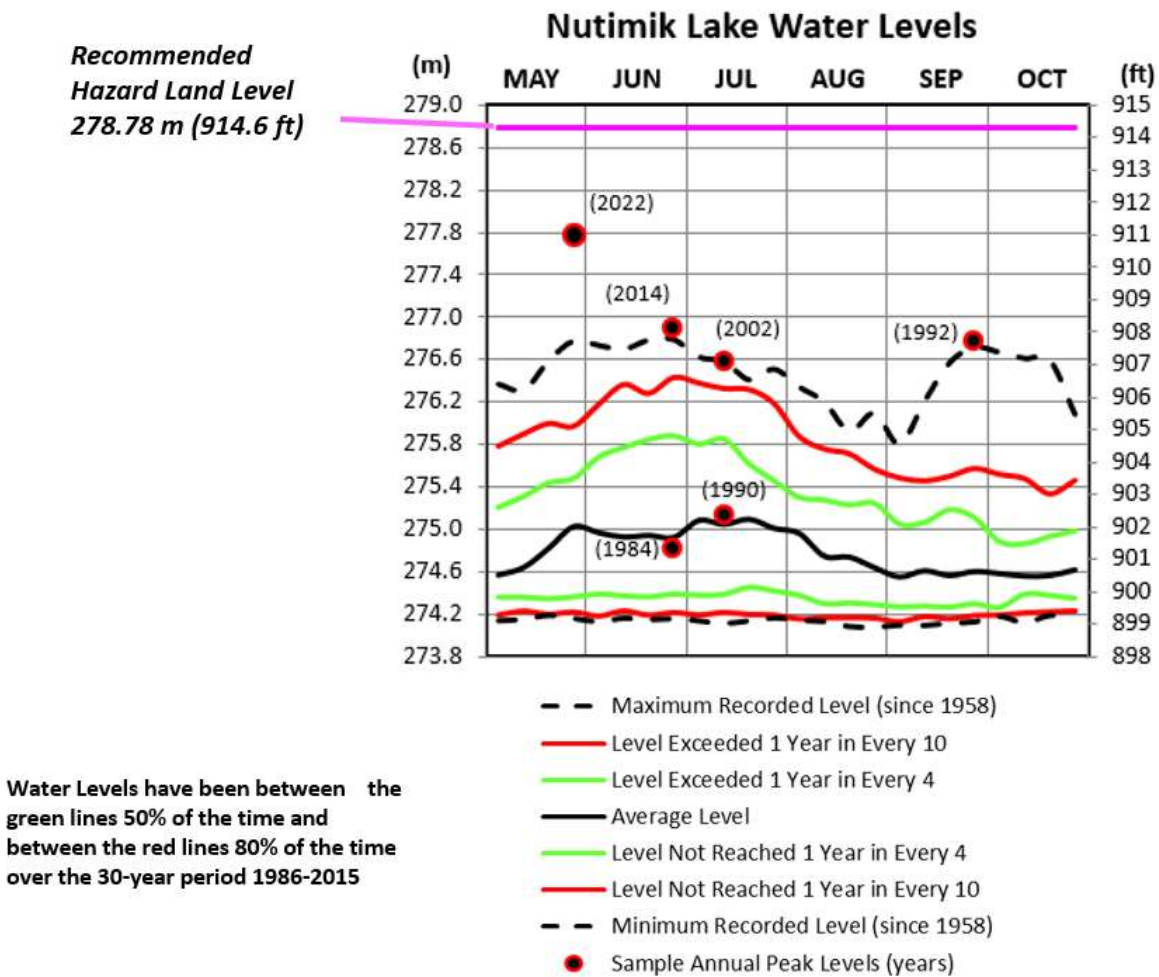 Nutimik Lake Water Levels
Recommended
Hazard Land Level
278.78 m (914.6 ft)
(m) MAY JUN JUL AUG SEP OCT (ft)
279.0 915
278.6 914
278.2 913
277.8 912
277.4 911
277.0 910
276.6 909
276.2 908
275.8 907
275.4 906
275.0 905
274.6 904
274.2 903
273.8 902
901
900
899
898
(2022)
(2014)
(2002)
(1992)
(1990)
(1984)
Maximum Recorded Level (since 1958)
Level Exceeded 1 Year in Every 10
Level Exceeded 1 Year in Every 4
Average Level
Level Not Reached 1 Year in Every 4
Level Not Reached 1 Year in Every 10
Minimum Recorded Level (since 1958)
Sample Annual Peak Levels (years)
Water Levels have been between the
green lines 50% of the time and
between the red lines 80% of the time
over the 30-year period 1986-2015